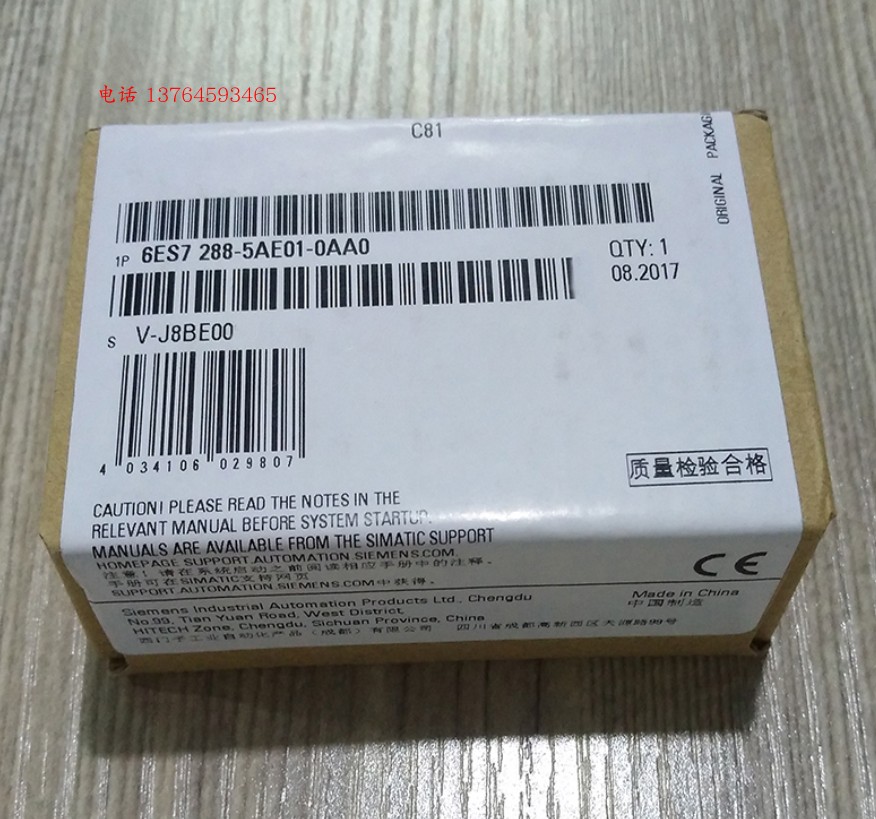 电话 13764593465
C81
ORIGINAL PACKAG
1P 6ES7 288-5AE01-0AA0
QTY: 1
08.2017
S V-J8BE00
4 034106 029807
质量检验合格
CAUTION! PLEASE READ THE NOTES IN THE
RELEVANT MANUAL BEFORE SYSTEM STARTUP.
MANUALS ARE AVAILABLE FROM THE SIMATIC SUPPORT
HOMEPAGE SUPPORT.AUTOMATION.SIEMENS.COM.
注意！请在系统启动之前阅读相应手册中的注释。
手册可在SIMATIC支持网页
SUPPORT.AUTOMATION.SIEMENS.COM中获得。
CE
Siemens Industrial Automation Products Ltd., Chengdu
No.99, Tian Yuan Road, West District,
HITECH Zone, Chengdu, Sichuan Province, China
西门子工业自动化产品（成都）有限公司 四川省成都高新西区天源路99号
Made in China
中国制造